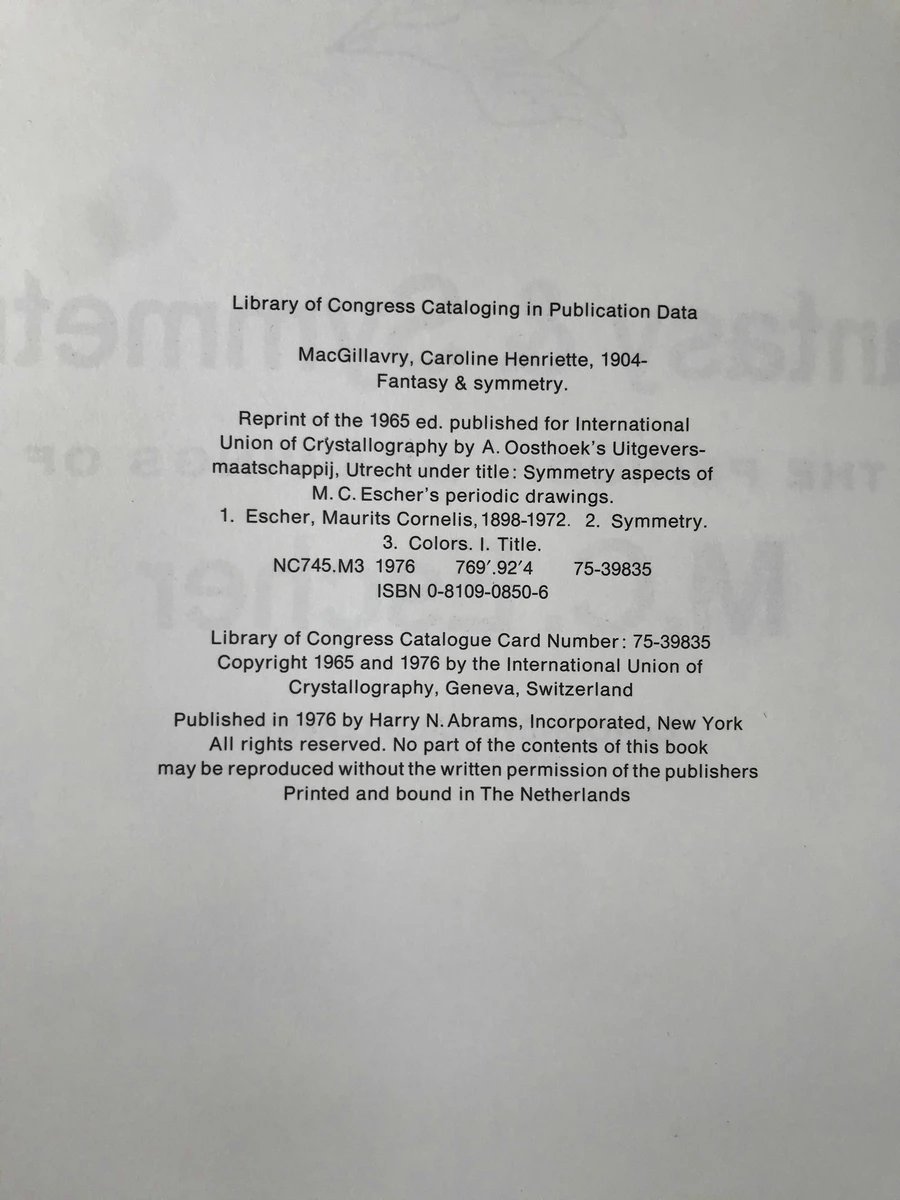 Library of Congress Cataloging in Publication Data
MacGillavry, Caroline Henriette, 1904-
Fantasy & symmetry.
Reprint of the 1965 ed. published for International
Union of Crystallography by A. Oosthoek's Uitgevers-
maatschappij, Utrecht under title: Symmetry aspects of
M. C. Escher's periodic drawings.
1. Escher, Maurits Cornelis, 1898-1972. 2. Symmetry.
3. Colors. I. Title.
NC745.M3 1976 769′.92′4 75-39835
ISBN 0-8109-0850-6
Library of Congress Catalogue Card Number: 75-39835
Copyright 1965 and 1976 by the International Union of
Crystallography, Geneva, Switzerland
Published in 1976 by Harry N. Abrams, Incorporated, New York
All rights reserved. No part of the contents of this book
may be reproduced without the written permission of the publishers
Printed and bound in The Netherlands